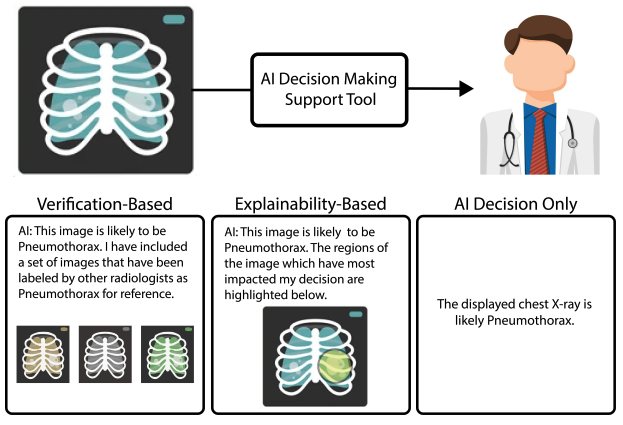 AI Decision Making
Support Tool
Verification-Based
AI: This image is likely to be
Pneumothorax. I have included
a set of images that have been
labeled by other radiologists as
Pneumothorax for reference.
Explainability-Based
AI: This image is likely to be
Pneumothorax. The regions of
the image which have most
impacted my decision are
highlighted below.
AI Decision Only
The displayed chest X-ray is
likely Pneumothorax.